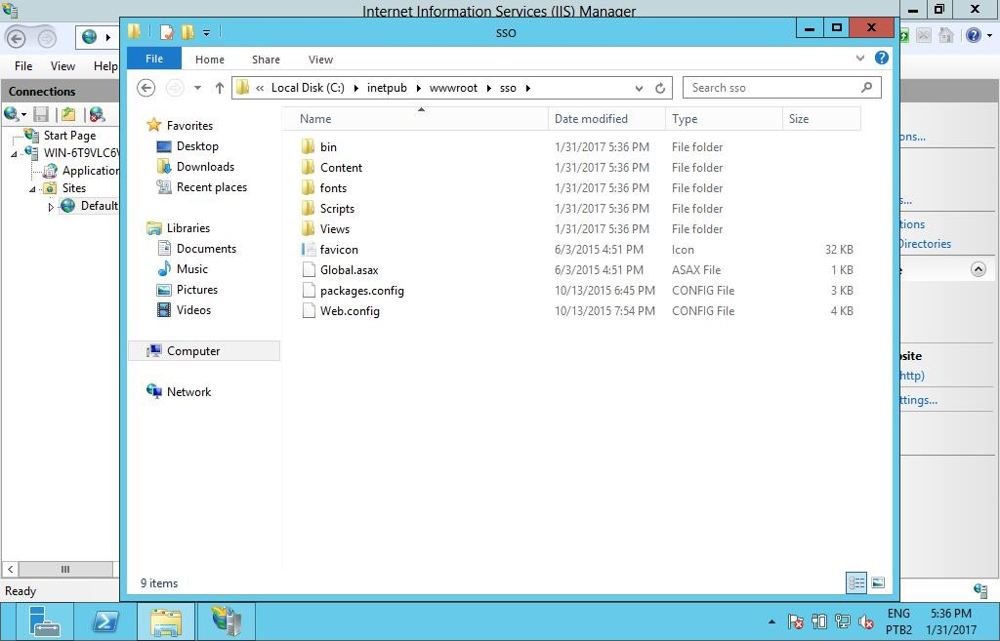 Internet Information Services (IIS) Manager
sso
File Home Share View
File View Help
« Local Disk (C:) inetpub wwwroot sso
Search sso
Connections
Start Page
WIN-6T9VLC6V
Application
Sites
Default
Favorites
Desktop
Downloads
Recent places
Libraries
Documents
Music
Pictures
Videos
Computer
Network
Name Date modified Type Size
bin 1/31/2017 5:36 PM File folder
Content 1/31/2017 5:36 PM File folder
fonts 1/31/2017 5:36 PM File folder
Scripts 1/31/2017 5:36 PM File folder
Views 1/31/2017 5:36 PM File folder
favicon 6/3/2015 4:51 PM Icon 32 KB
Global.asax 6/3/2015 4:51 PM ASAX File 1 KB
packages.config 10/13/2015 6:45 PM CONFIG File 3 KB
Web.config 10/13/2015 7:54 PM CONFIG File 4 KB
ons...
s...
tions
Directories
site
http)
ttings...
9 items
Ready
ENG 5:36 PM
PTB2 1/31/2017